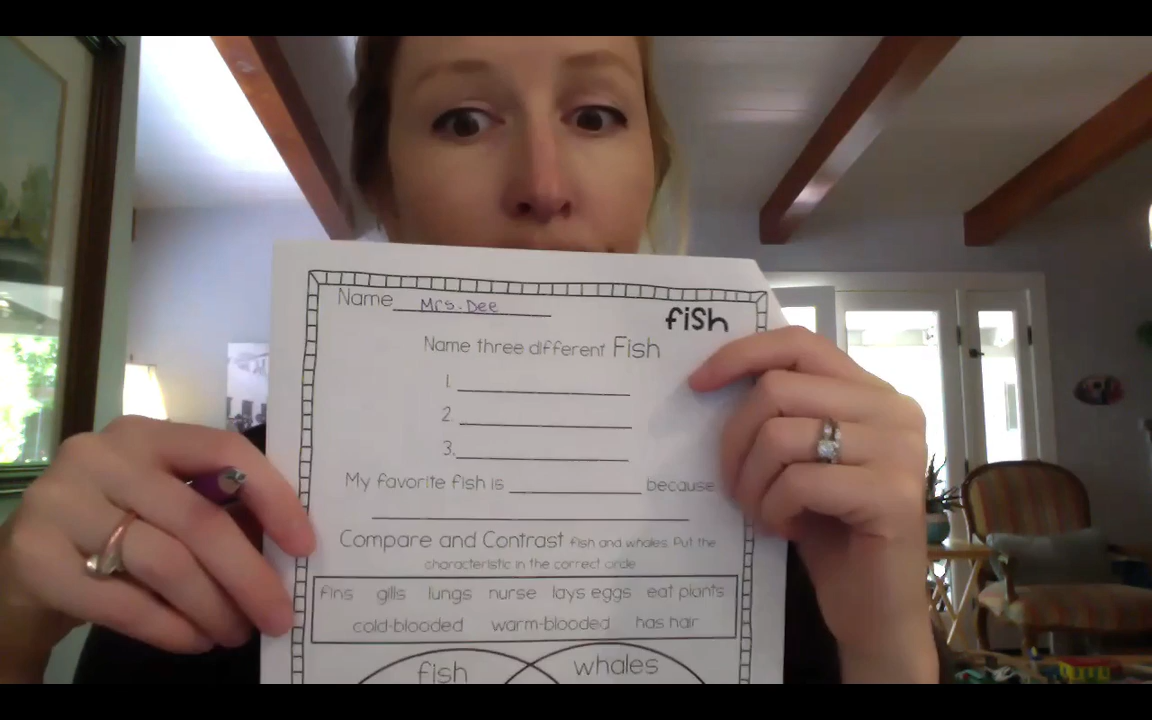 Name Mrs. Dee
fish
Name three different Fish
1.
2.
3.
My favorite fish is because
Compare and Contrast fish and whales. Put the
characteristic in the correct circle
fins gills lungs nurse lays eggs eat plants
cold-blooded warm-blooded has hair
fish whales